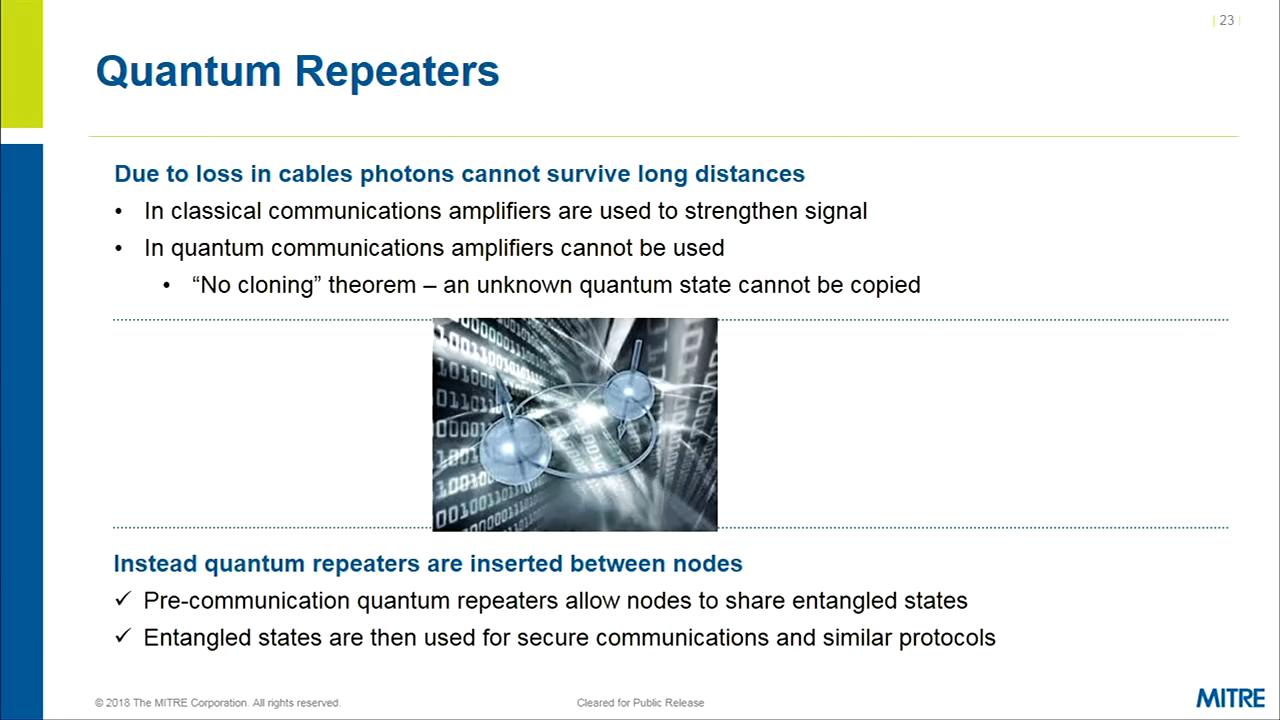 | 23 |
Quantum Repeaters
Due to loss in cables photons cannot survive long distances
• In classical communications amplifiers are used to strengthen signal
• In quantum communications amplifiers cannot be used
• “No cloning” theorem – an unknown quantum state cannot be copied
Instead quantum repeaters are inserted between nodes
✓ Pre-communication quantum repeaters allow nodes to share entangled states
✓ Entangled states are then used for secure communications and similar protocols
© 2018 The MITRE Corporation. All rights reserved.
Cleared for Public Release
MITRE